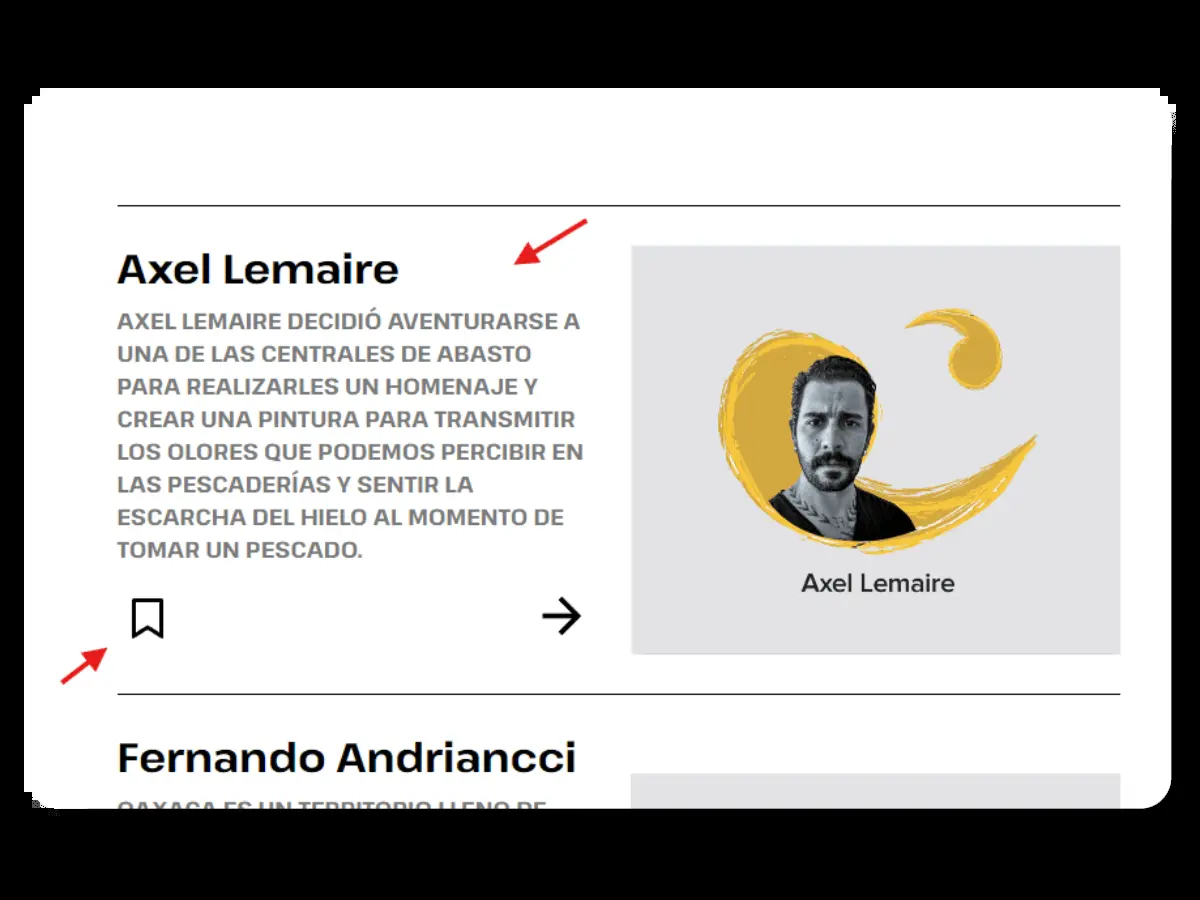 Axel Lemaire
AXEL LEMAIRE DECIDIÓ AVENTURARSE A
UNA DE LAS CENTRALES DE ABASTO
PARA REALIZARLES UN HOMENAJE Y
CREAR UNA PINTURA PARA TRANSMITIR
LOS OLORES QUE PODEMOS PERCIBIR EN
LAS PESCADERÍAS Y SENTIR LA
ESCARCHA DEL HIELO AL MOMENTO DE
TOMAR UN PESCADO.
Axel Lemaire
Fernando Andriancci
OAXACA ES UN TERRITORIO LLENO DE